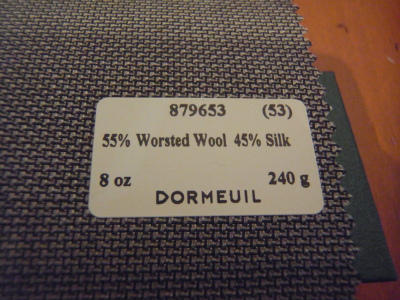 879653 (53)
55% Worsted Wool 45% Silk
8 oz 240 g
DORMEUIL